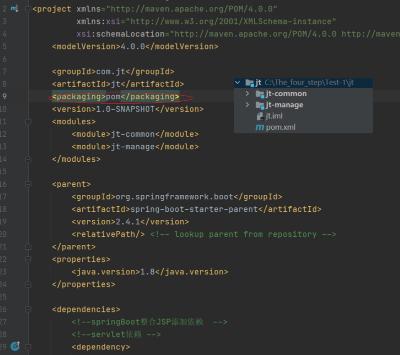 <project xmlns="http://maven.apache.org/POM/4.0.0"
xmlns:xsi="http://www.w3.org/2001/XMLSchema-instance"
xsi:schemaLocation="http://maven.apache.org/POM/4.0.0 http://maven
<modelVersion>4.0.0</modelVersion>
<groupId>com.jt</groupId>
<artifactId>jt</artifactId>
<packaging>pom</packaging>
<version>1.0-SNAPSHOT</version>
<modules>
<module>jt-common</module>
<module>jt-manage</module>
</modules>
jt C:\The_four_step\Test-1\jt
jt-common
jt-manage
jt.iml
pom.xml
<parent>
<groupId>org.springframework.boot</groupId>
<artifactId>spring-boot-starter-parent</artifactId>
<version>2.4.1</version>
<relativePath/> <!-- lookup parent from repository -->
</parent>
<properties>
<java.version>1.8</java.version>
</properties>
<dependencies>
<!--springBoot整合JSP添加依赖 -->
<!--servlet依赖 -->
<dependency>